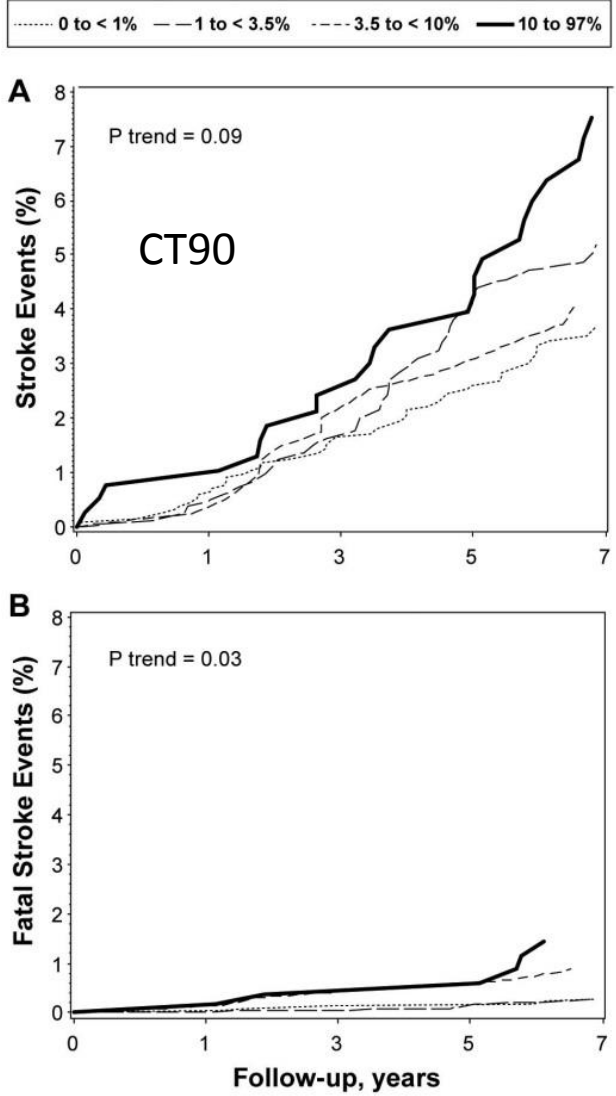 0 to < 1% 1 to < 3.5% 3.5 to < 10% 10 to 97%
A
8
7
6
5
4
3
2
1
0
Stroke Events (%)
P trend = 0.09
CT90
0 1 3 5 7
B
8
7
6
5
4
3
2
1
0
Fatal Stroke Events (%)
P trend = 0.03
0 1 3 5 7
Follow-up, years